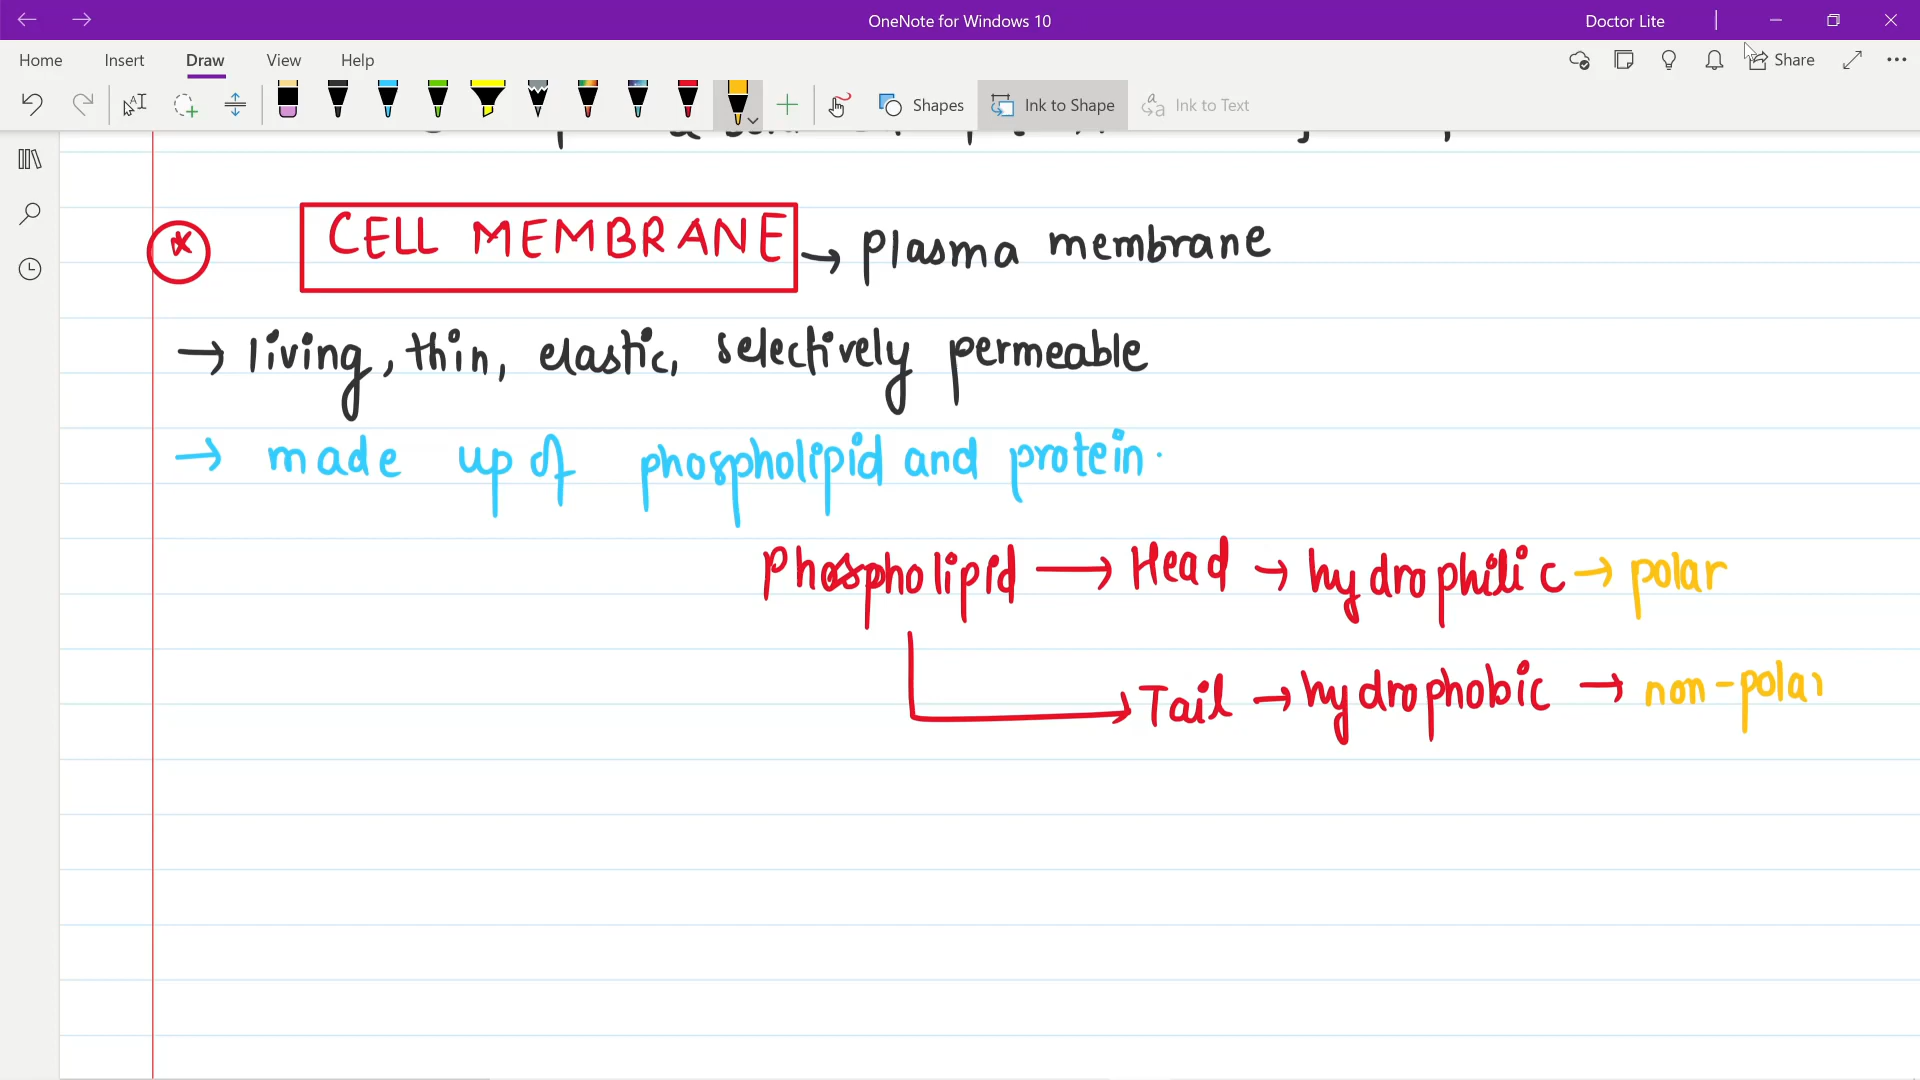 OneNote for Windows 10
Doctor Lite
Home Insert Draw View Help
Share
Shapes Ink to Shape Ink to Text
* CELL MEMBRANE → plasma membrane
→ living, thin, elastic, selectively permeable
→ made up of phospholipid and protein.
Phospholipid → Head → hydrophilic → polar
Tail → hydrophobic → non-polar